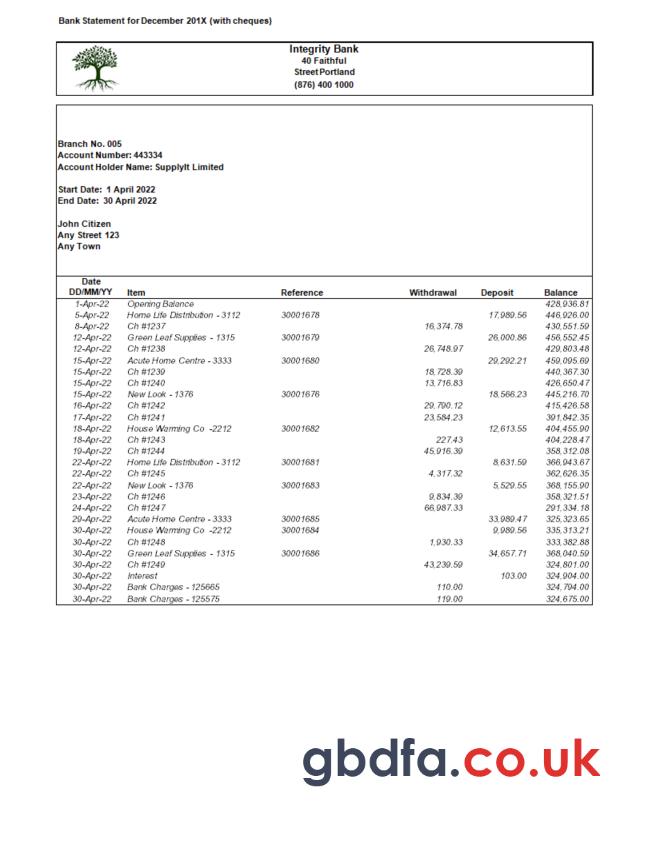 Bank Statement for December 201X (with cheques)
Integrity Bank
40 Faithful
Street Portland
(876) 400 1000
Branch No. 005
Account Number: 443334
Account Holder Name: SupplyIt Limited
Start Date: 1 April 2022
End Date: 30 April 2022
John Citizen
Any Street 123
Any Town
Date
DD/MM/YY Item Reference Withdrawal Deposit Balance
1-Apr-22 Opening Balance 428,936.81
5-Apr-22 Home Life Distribution - 3112 30001678 17,989.56 446,926.00
8-Apr-22 Ch #1237 16,374.78 430,551.59
12-Apr-22 Green Leaf Supplies - 1315 30001679 26,000.86 456,552.45
12-Apr-22 Ch #1238 26,748.97 429,803.48
15-Apr-22 Acute Home Centre - 3333 30001680 29,292.21 459,095.69
15-Apr-22 Ch #1239 18,728.39 440,367.30
15-Apr-22 Ch #1240 13,716.83 426,650.47
15-Apr-22 New Look - 1376 30001676 18,566.23 445,216.70
16-Apr-22 Ch #1242 29,790.12 415,426.58
17-Apr-22 Ch #1241 23,584.23 391,842.35
18-Apr-22 House Warming Co -2212 30001682 12,613.55 404,455.90
18-Apr-22 Ch #1243 227.43 404,228.47
19-Apr-22 Ch #1244 45,916.39 358,312.08
22-Apr-22 Home Life Distribution - 3112 30001681 8,631.59 366,943.67
22-Apr-22 Ch #1245 4,317.32 362,626.35
22-Apr-22 New Look - 1376 30001683 5,529.55 368,155.90
23-Apr-22 Ch #1246 9,834.39 358,321.51
24-Apr-22 Ch #1247 66,987.33 291,334.18
29-Apr-22 Acute Home Centre - 3333 30001685 33,989.47 325,323.65
30-Apr-22 House Warming Co -2212 30001684 9,989.56 335,313.21
30-Apr-22 Ch #1248 1,930.33 333,382.88
30-Apr-22 Green Leaf Supplies - 1315 30001686 34,657.71 368,040.59
30-Apr-22 Ch #1249 43,239.59 324,801.00
30-Apr-22 Interest 103.00 324,904.00
30-Apr-22 Bank Charges - 125665 110.00 324,794.00
30-Apr-22 Bank Charges - 125575 119.00 324,675.00
gbdfa.co.uk